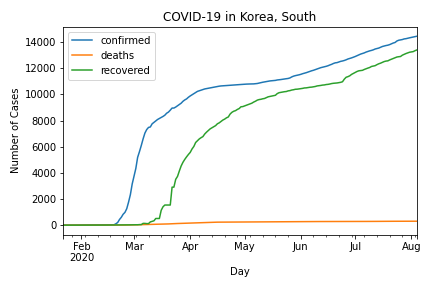 COVID-19 in Korea, South
confirmed
deaths
recovered
Number of Cases
14000
12000
10000
8000
6000
4000
2000
0
Feb
2020
Mar
Apr
May
Jun
Jul
Aug
Day